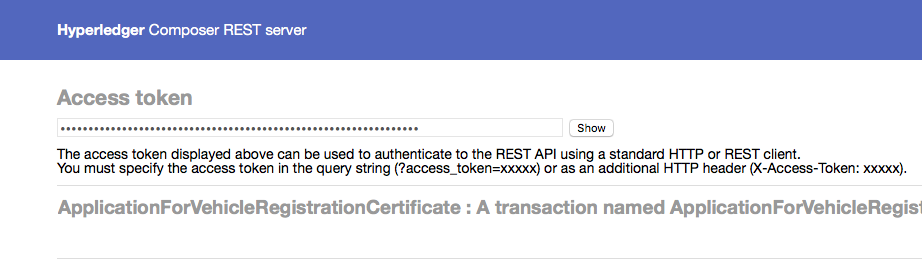 Hyperledger Composer REST server
Access token
Show
The access token displayed above can be used to authenticate to the REST API using a standard HTTP or REST client.
You must specify the access token in the query string (?access_token=xxxxx) or as an additional HTTP header (X-Access-Token: xxxxx).
ApplicationForVehicleRegistrationCertificate : A transaction named ApplicationForVehicleRegist